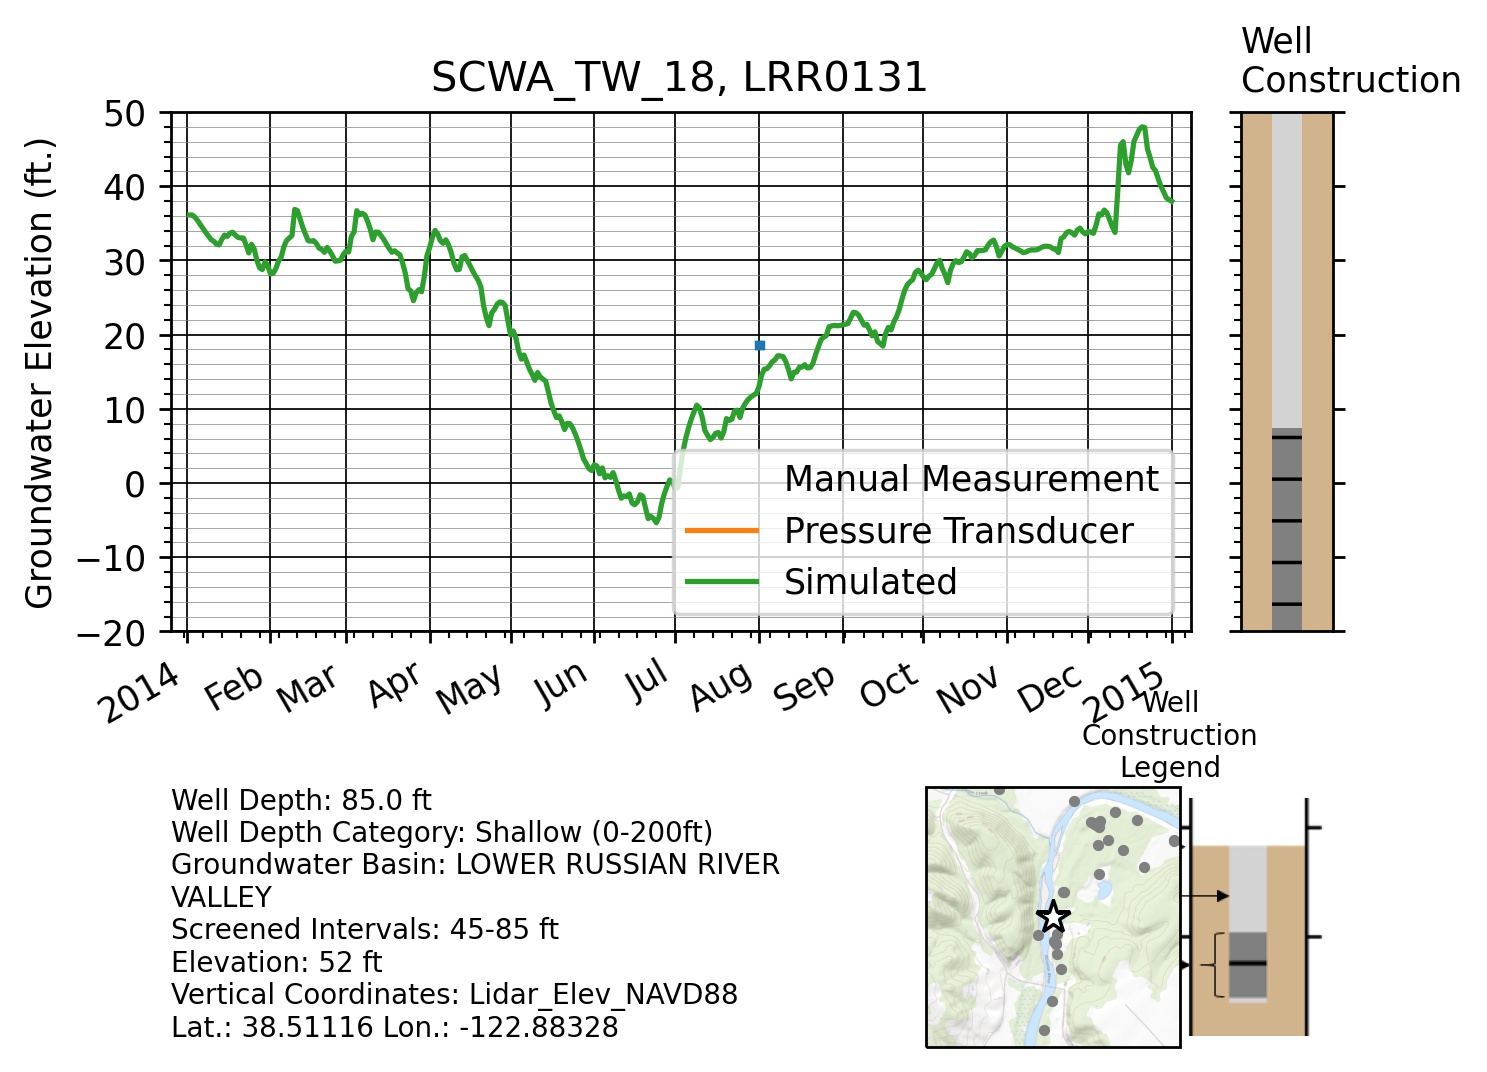 Well
Construction
SCWA_TW_18, LRR0131
Groundwater Elevation (ft.)
50
40
30
20
10
0
−10
−20
Manual Measurement
Pressure Transducer
Simulated
2014
Feb
Mar
Apr
May
Jun
Jul
Aug
Sep
Oct
Nov
Dec
2015
Well
Construction
Legend
Well Depth: 85.0 ft
Well Depth Category: Shallow (0-200ft)
Groundwater Basin: LOWER RUSSIAN RIVER
VALLEY
Screened Intervals: 45-85 ft
Elevation: 52 ft
Vertical Coordinates: Lidar_Elev_NAVD88
Lat.: 38.51116 Lon.: -122.88328